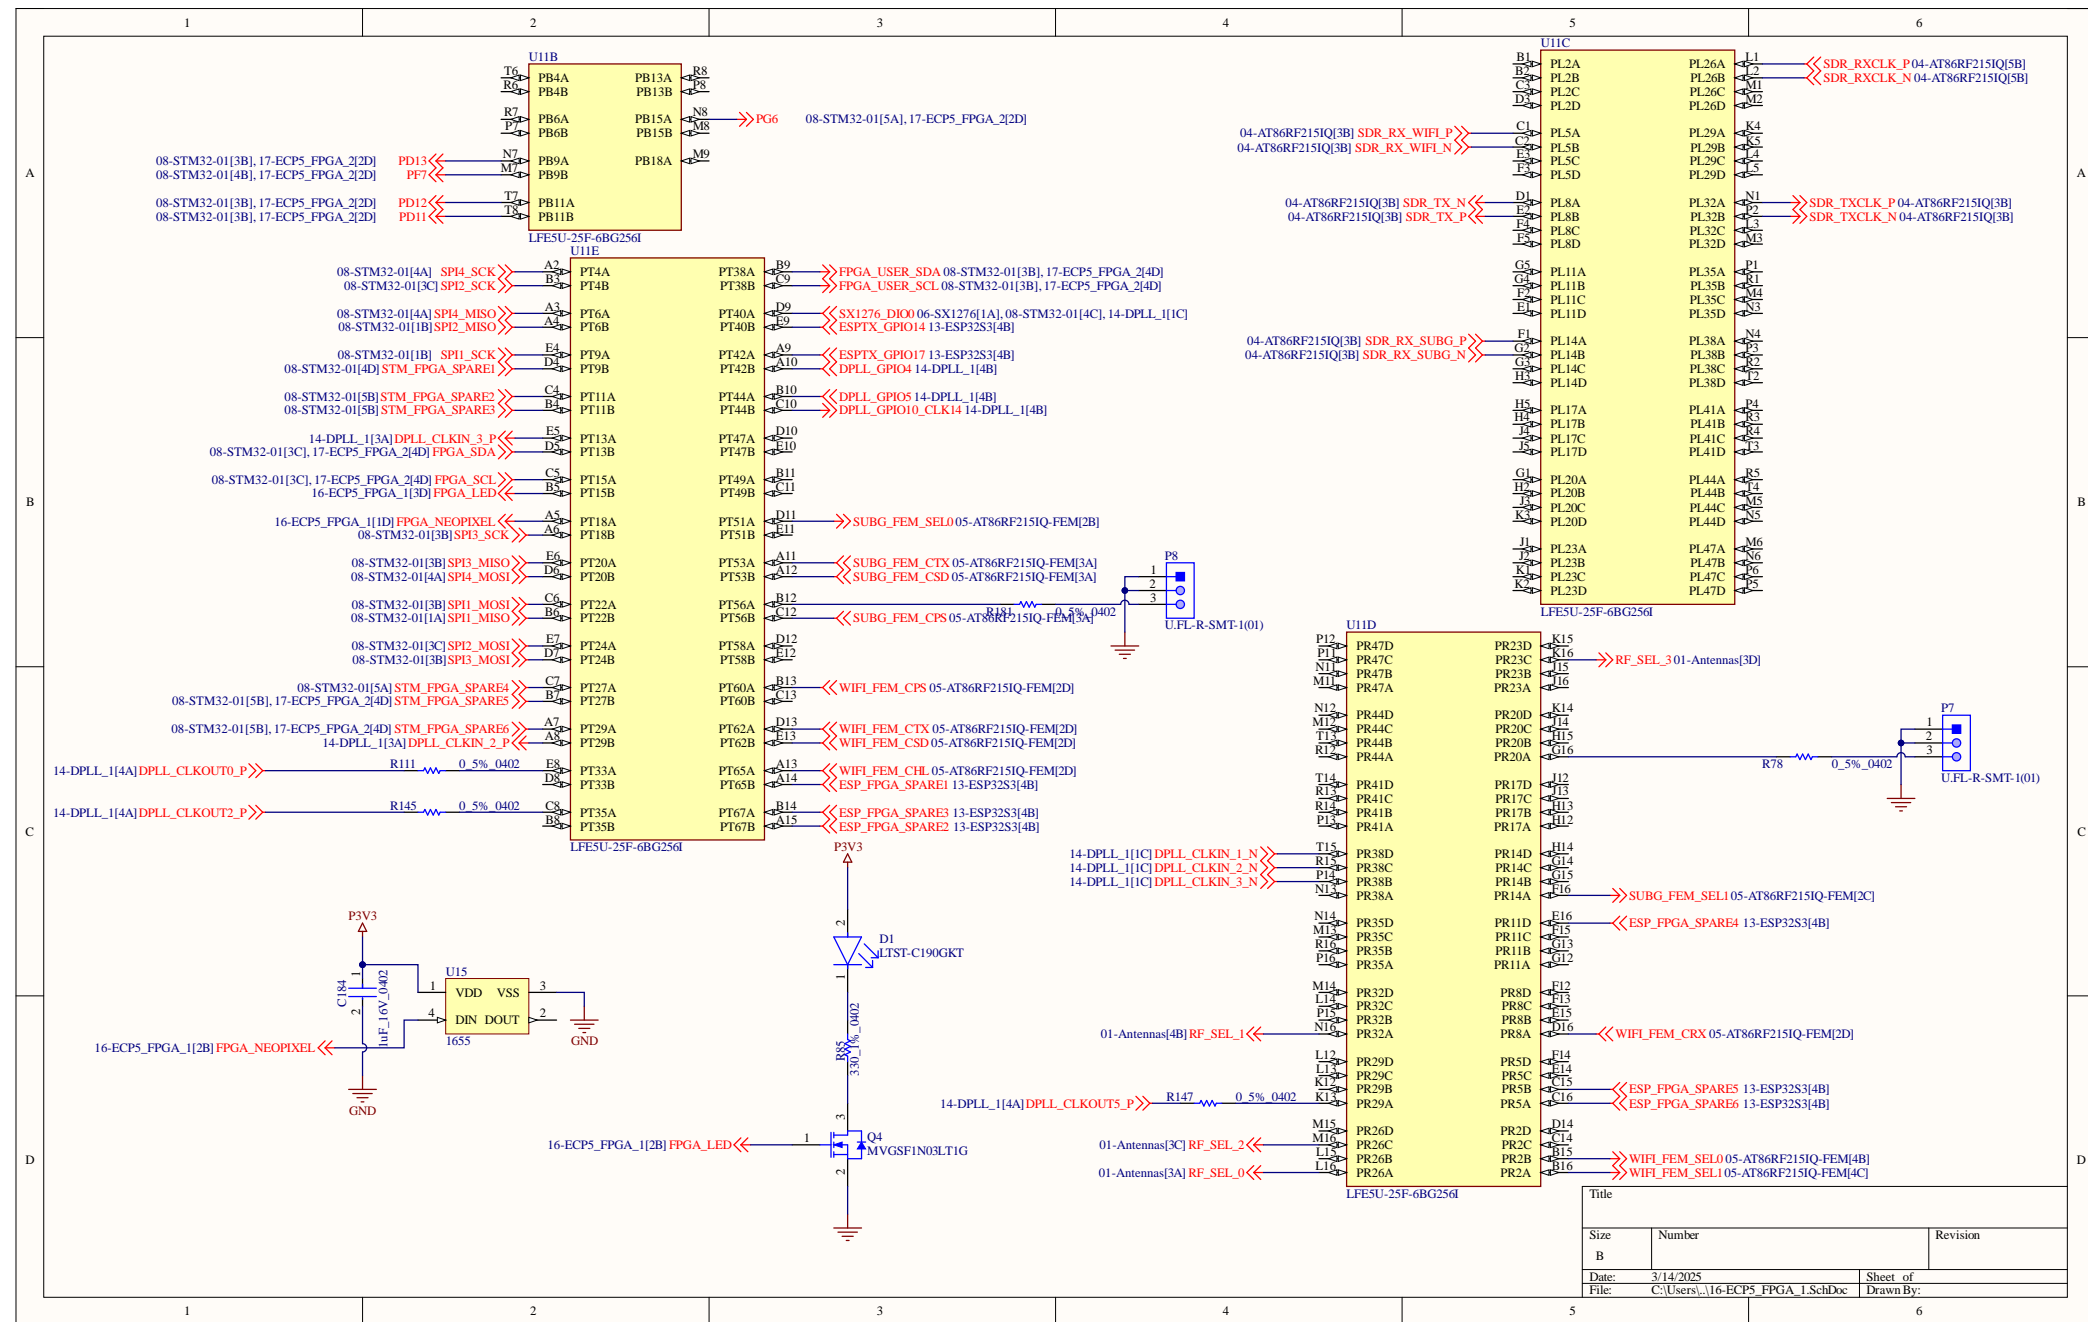 1 2 3 4 5 6
A
B
C
D
U11B
T6 PB4A PB13A R8
R6 PB4B PB13B P8
R7 PB6A PB15A N8 PG6 08-STM32-01[5A], 17-ECP5_FPGA_2[2D]
P7 PB6B PB15B M8
08-STM32-01[3B], 17-ECP5_FPGA_2[2D] PD13 N7 PB9A PB18A M9
08-STM32-01[4B], 17-ECP5_FPGA_2[2D] PF7 M7 PB9B
08-STM32-01[3B], 17-ECP5_FPGA_2[2D] PD12 T7 PB11A
08-STM32-01[3B], 17-ECP5_FPGA_2[2D] PD11 T8 PB11B
LFE5U-25F-6BG256I
U11E
08-STM32-01[4A] SPI4_SCK A2 PT4A PT38A B9 FPGA_USER_SDA 08-STM32-01[3B], 17-ECP5_FPGA_2[4D]
08-STM32-01[3C] SPI2_SCK B3 PT4B PT38B C9 FPGA_USER_SCL 08-STM32-01[3B], 17-ECP5_FPGA_2[4D]
08-STM32-01[4A] SPI4_MISO A3 PT6A PT40A D9 SX1276_DIO0 06-SX1276[1A], 08-STM32-01[4C], 14-DPLL_1[1C]
08-STM32-01[1B] SPI2_MISO A4 PT6B PT40B E9 ESPTX_GPIO14 13-ESP32S3[4B]
08-STM32-01[1B] SPI1_SCK E4 PT9A PT42A A9 ESPTX_GPIO17 13-ESP32S3[4B]
08-STM32-01[4D] STM_FPGA_SPARE1 D4 PT9B PT42B A10 DPLL_GPIO4 14-DPLL_1[4B]
08-STM32-01[5B] STM_FPGA_SPARE2 C4 PT11A PT44A B10 DPLL_GPIO5 14-DPLL_1[4B]
08-STM32-01[5B] STM_FPGA_SPARE3 B4 PT11B PT44B C10 DPLL_GPIO10_CLK14 14-DPLL_1[4B]
14-DPLL_1[3A] DPLL_CLKIN_3_P E5 PT13A PT47A D10
08-STM32-01[3C], 17-ECP5_FPGA_2[4D] FPGA_SDA D5 PT13B PT47B E10
08-STM32-01[3C], 17-ECP5_FPGA_2[4D] FPGA_SCL C5 PT15A PT49A B11
16-ECP5_FPGA_1[3D] FPGA_LED B5 PT15B PT49B C11
16-ECP5_FPGA_1[1D] FPGA_NEOPIXEL A5 PT18A PT51A D11 SUBG_FEM_SEL0 05-AT86RF215IQ-FEM[2B]
08-STM32-01[3B] SPI3_SCK A6 PT18B PT51B E11
08-STM32-01[3B] SPI3_MISO E6 PT20A PT53A A11 SUBG_FEM_CTX 05-AT86RF215IQ-FEM[3A]
08-STM32-01[4A] SPI4_MOSI D6 PT20B PT53B A12 SUBG_FEM_CSD 05-AT86RF215IQ-FEM[3A]
08-STM32-01[3B] SPI1_MOSI C6 PT22A PT56A B12 R181 0_5%_0402
08-STM32-01[1A] SPI1_MISO B6 PT22B PT56B C12 SUBG_FEM_CPS 05-AT86RF215IQ-FEM[3A]
08-STM32-01[3C] SPI2_MOSI E7 PT24A PT58A D12
08-STM32-01[3B] SPI3_MOSI D7 PT24B PT58B E12
08-STM32-01[5A] STM_FPGA_SPARE4 C7 PT27A PT60A B13 WIFI_FEM_CPS 05-AT86RF215IQ-FEM[2D]
08-STM32-01[5B], 17-ECP5_FPGA_2[4D] STM_FPGA_SPARE5 B7 PT27B PT60B C13
08-STM32-01[5B], 17-ECP5_FPGA_2[4D] STM_FPGA_SPARE6 A7 PT29A PT62A D13 WIFI_FEM_CTX 05-AT86RF215IQ-FEM[2D]
14-DPLL_1[3A] DPLL_CLKIN_2_P A8 PT29B PT62B E13 WIFI_FEM_CSD 05-AT86RF215IQ-FEM[2D]
14-DPLL_1[4A] DPLL_CLKOUT0_P R111 0_5%_0402 E8 PT33A PT65A A13 WIFI_FEM_CHL 05-AT86RF215IQ-FEM[2D]
D8 PT33B PT65B A14 ESP_FPGA_SPARE1 13-ESP32S3[4B]
14-DPLL_1[4A] DPLL_CLKOUT2_P R145 0_5%_0402 C8 PT35A PT67A B14 ESP_FPGA_SPARE3 13-ESP32S3[4B]
B8 PT35B PT67B A15 ESP_FPGA_SPARE2 13-ESP32S3[4B]
LFE5U-25F-6BG256I
P8
1
2
3
U.FL-R-SMT-1(01)
U11C
B1 PL2A PL26A L1 SDR_RXCLK_P 04-AT86RF215IQ[5B]
B2 PL2B PL26B L2 SDR_RXCLK_N 04-AT86RF215IQ[5B]
C3 PL2C PL26C M1
D3 PL2D PL26D M2
04-AT86RF215IQ[3B] SDR_RX_WIFI_P C1 PL5A PL29A K4
04-AT86RF215IQ[3B] SDR_RX_WIFI_N C2 PL5B PL29B K5
E3 PL5C PL29C L4
F3 PL5D PL29D L5
04-AT86RF215IQ[3B] SDR_TX_N D1 PL8A PL32A N1 SDR_TXCLK_P 04-AT86RF215IQ[3B]
04-AT86RF215IQ[3B] SDR_TX_P E2 PL8B PL32B P2 SDR_TXCLK_N 04-AT86RF215IQ[3B]
F4 PL8C PL32C L3
F5 PL8D PL32D M3
G5 PL11A PL35A P1
G4 PL11B PL35B R1
F2 PL11C PL35C M4
E1 PL11D PL35D N3
04-AT86RF215IQ[3B] SDR_RX_SUBG_P F1 PL14A PL38A N4
04-AT86RF215IQ[3B] SDR_RX_SUBG_N G2 PL14B PL38B P3
G3 PL14C PL38C R2
H3 PL14D PL38D T2
H5 PL17A PL41A P4
H4 PL17B PL41B R3
J4 PL17C PL41C R4
J5 PL17D PL41D T3
G1 PL20A PL44A R5
H2 PL20B PL44B T4
J3 PL20C PL44C M5
K3 PL20D PL44D N5
J1 PL23A PL47A M6
J2 PL23B PL47B N6
K1 PL23C PL47C P6
K2 PL23D PL47D P5
LFE5U-25F-6BG256I
U11D
P12 PR47D PR23D K15
P11 PR47C PR23C K16 RF_SEL_3 01-Antennas[3D]
N11 PR47B PR23B J15
M11 PR47A PR23A J16
N12 PR44D PR20D K14
M12 PR44C PR20C J14
T13 PR44B PR20B H15
R12 PR44A PR20A G16 R78 0_5%_0402
T14 PR41D PR17D J12
R13 PR41C PR17C J13
R14 PR41B PR17B H13
P13 PR41A PR17A H12
14-DPLL_1[1C] DPLL_CLKIN_1_N T15 PR38D PR14D H14
14-DPLL_1[1C] DPLL_CLKIN_2_N R15 PR38C PR14C G14
14-DPLL_1[1C] DPLL_CLKIN_3_N P14 PR38B PR14B G15
N13 PR38A PR14A F16 SUBG_FEM_SEL1 05-AT86RF215IQ-FEM[2C]
N14 PR35D PR11D E16 ESP_FPGA_SPARE4 13-ESP32S3[4B]
M13 PR35C PR11C F15
R16 PR35B PR11B G13
P16 PR35A PR11A G12
M14 PR32D PR8D F12
L14 PR32C PR8C F13
P15 PR32B PR8B E15
01-Antennas[4B] RF_SEL_1 N16 PR32A PR8A D16 WIFI_FEM_CRX 05-AT86RF215IQ-FEM[2D]
L12 PR29D PR5D F14
L13 PR29C PR5C E14
K12 PR29B PR5B C15 ESP_FPGA_SPARE5 13-ESP32S3[4B]
14-DPLL_1[4A] DPLL_CLKOUT5_P R147 0_5%_0402 K13 PR29A PR5A C16 ESP_FPGA_SPARE6 13-ESP32S3[4B]
M15 PR26D PR2D D14
01-Antennas[3C] RF_SEL_2 M16 PR26C PR2C C14
L15 PR26B PR2B B15 WIFI_FEM_SEL0 05-AT86RF215IQ-FEM[4B]
01-Antennas[3A] RF_SEL_0 L16 PR26A PR2A B16 WIFI_FEM_SEL1 05-AT86RF215IQ-FEM[4C]
LFE5U-25F-6BG256I
P7
1
2
3
U.FL-R-SMT-1(01)
P3V3
C184
1
2
1uF_16V_0402
U15
1 VDD VSS 3
4 DIN DOUT 2
1655
GND
16-ECP5_FPGA_1[2B] FPGA_NEOPIXEL
GND
P3V3
2
D1
LTST-C190GKT
1
R85
330_1%_0402
3
16-ECP5_FPGA_1[2B] FPGA_LED 1 Q4
MVGSF1N03LT1G
2
Title
Size Number Revision
B
Date: 3/14/2025 Sheet of
File: C:\Users\..\16-ECP5_FPGA_1.SchDoc Drawn By:
1 2 3 4 5 6
A
B
C
D